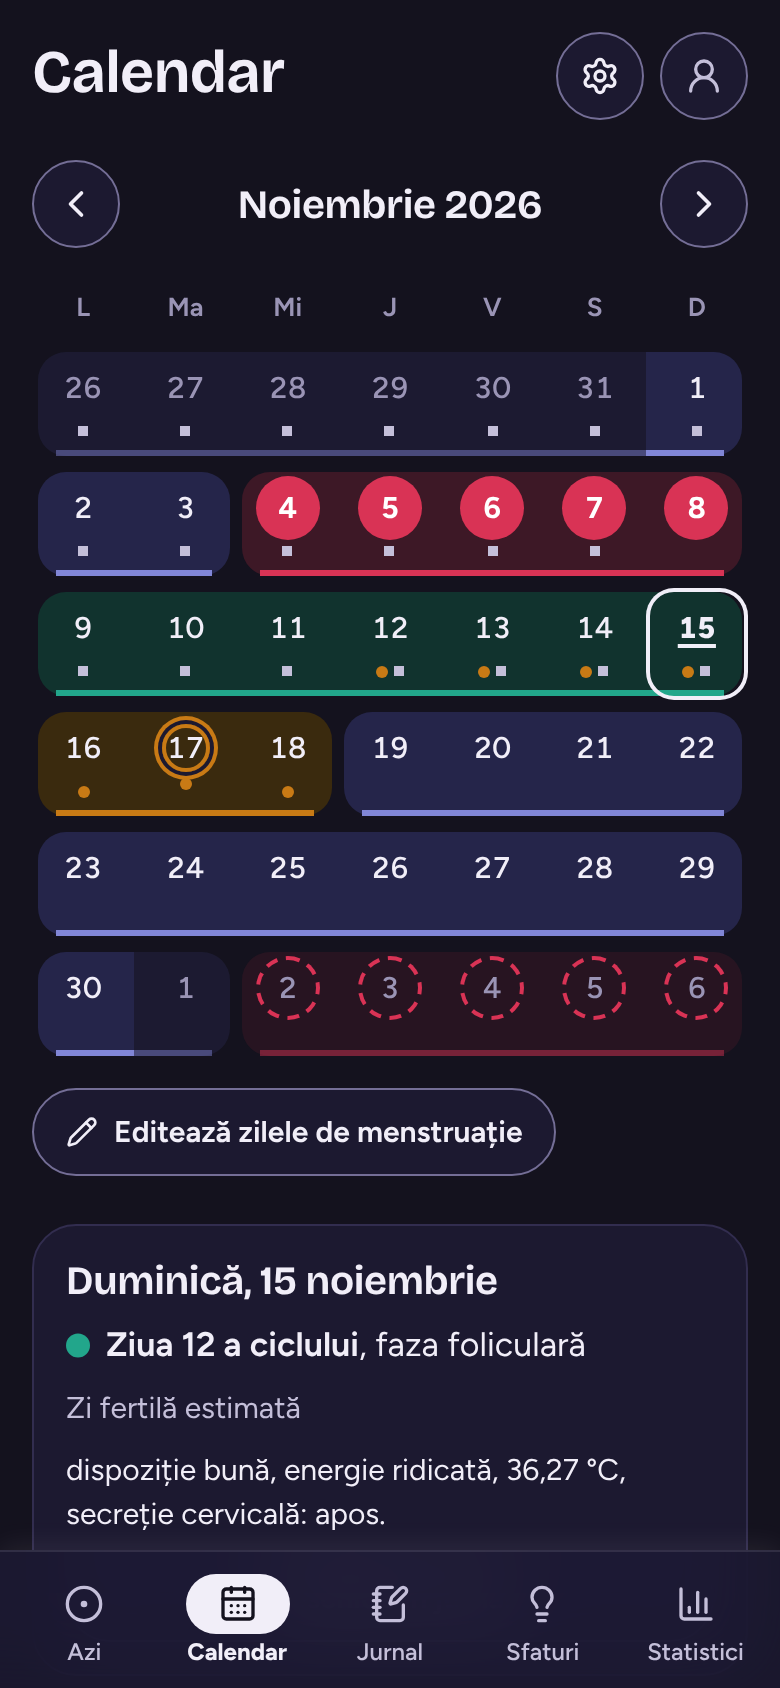 Calendar
Noiembrie 2026
L Ma Mi J V S D
26 27 28 29 30 31 1
2 3 4 5 6 7 8
9 10 11 12 13 14 15
16 17 18 19 20 21 22
23 24 25 26 27 28 29
30 1 2 3 4 5 6
Editează zilele de menstruație
Duminică, 15 noiembrie
Ziua 12 a ciclului, faza foliculară
Zi fertilă estimată
dispoziție bună, energie ridicată, 36,27 °C,
secreție cervicală: apos.
Azi Calendar Jurnal Sfaturi Statistici